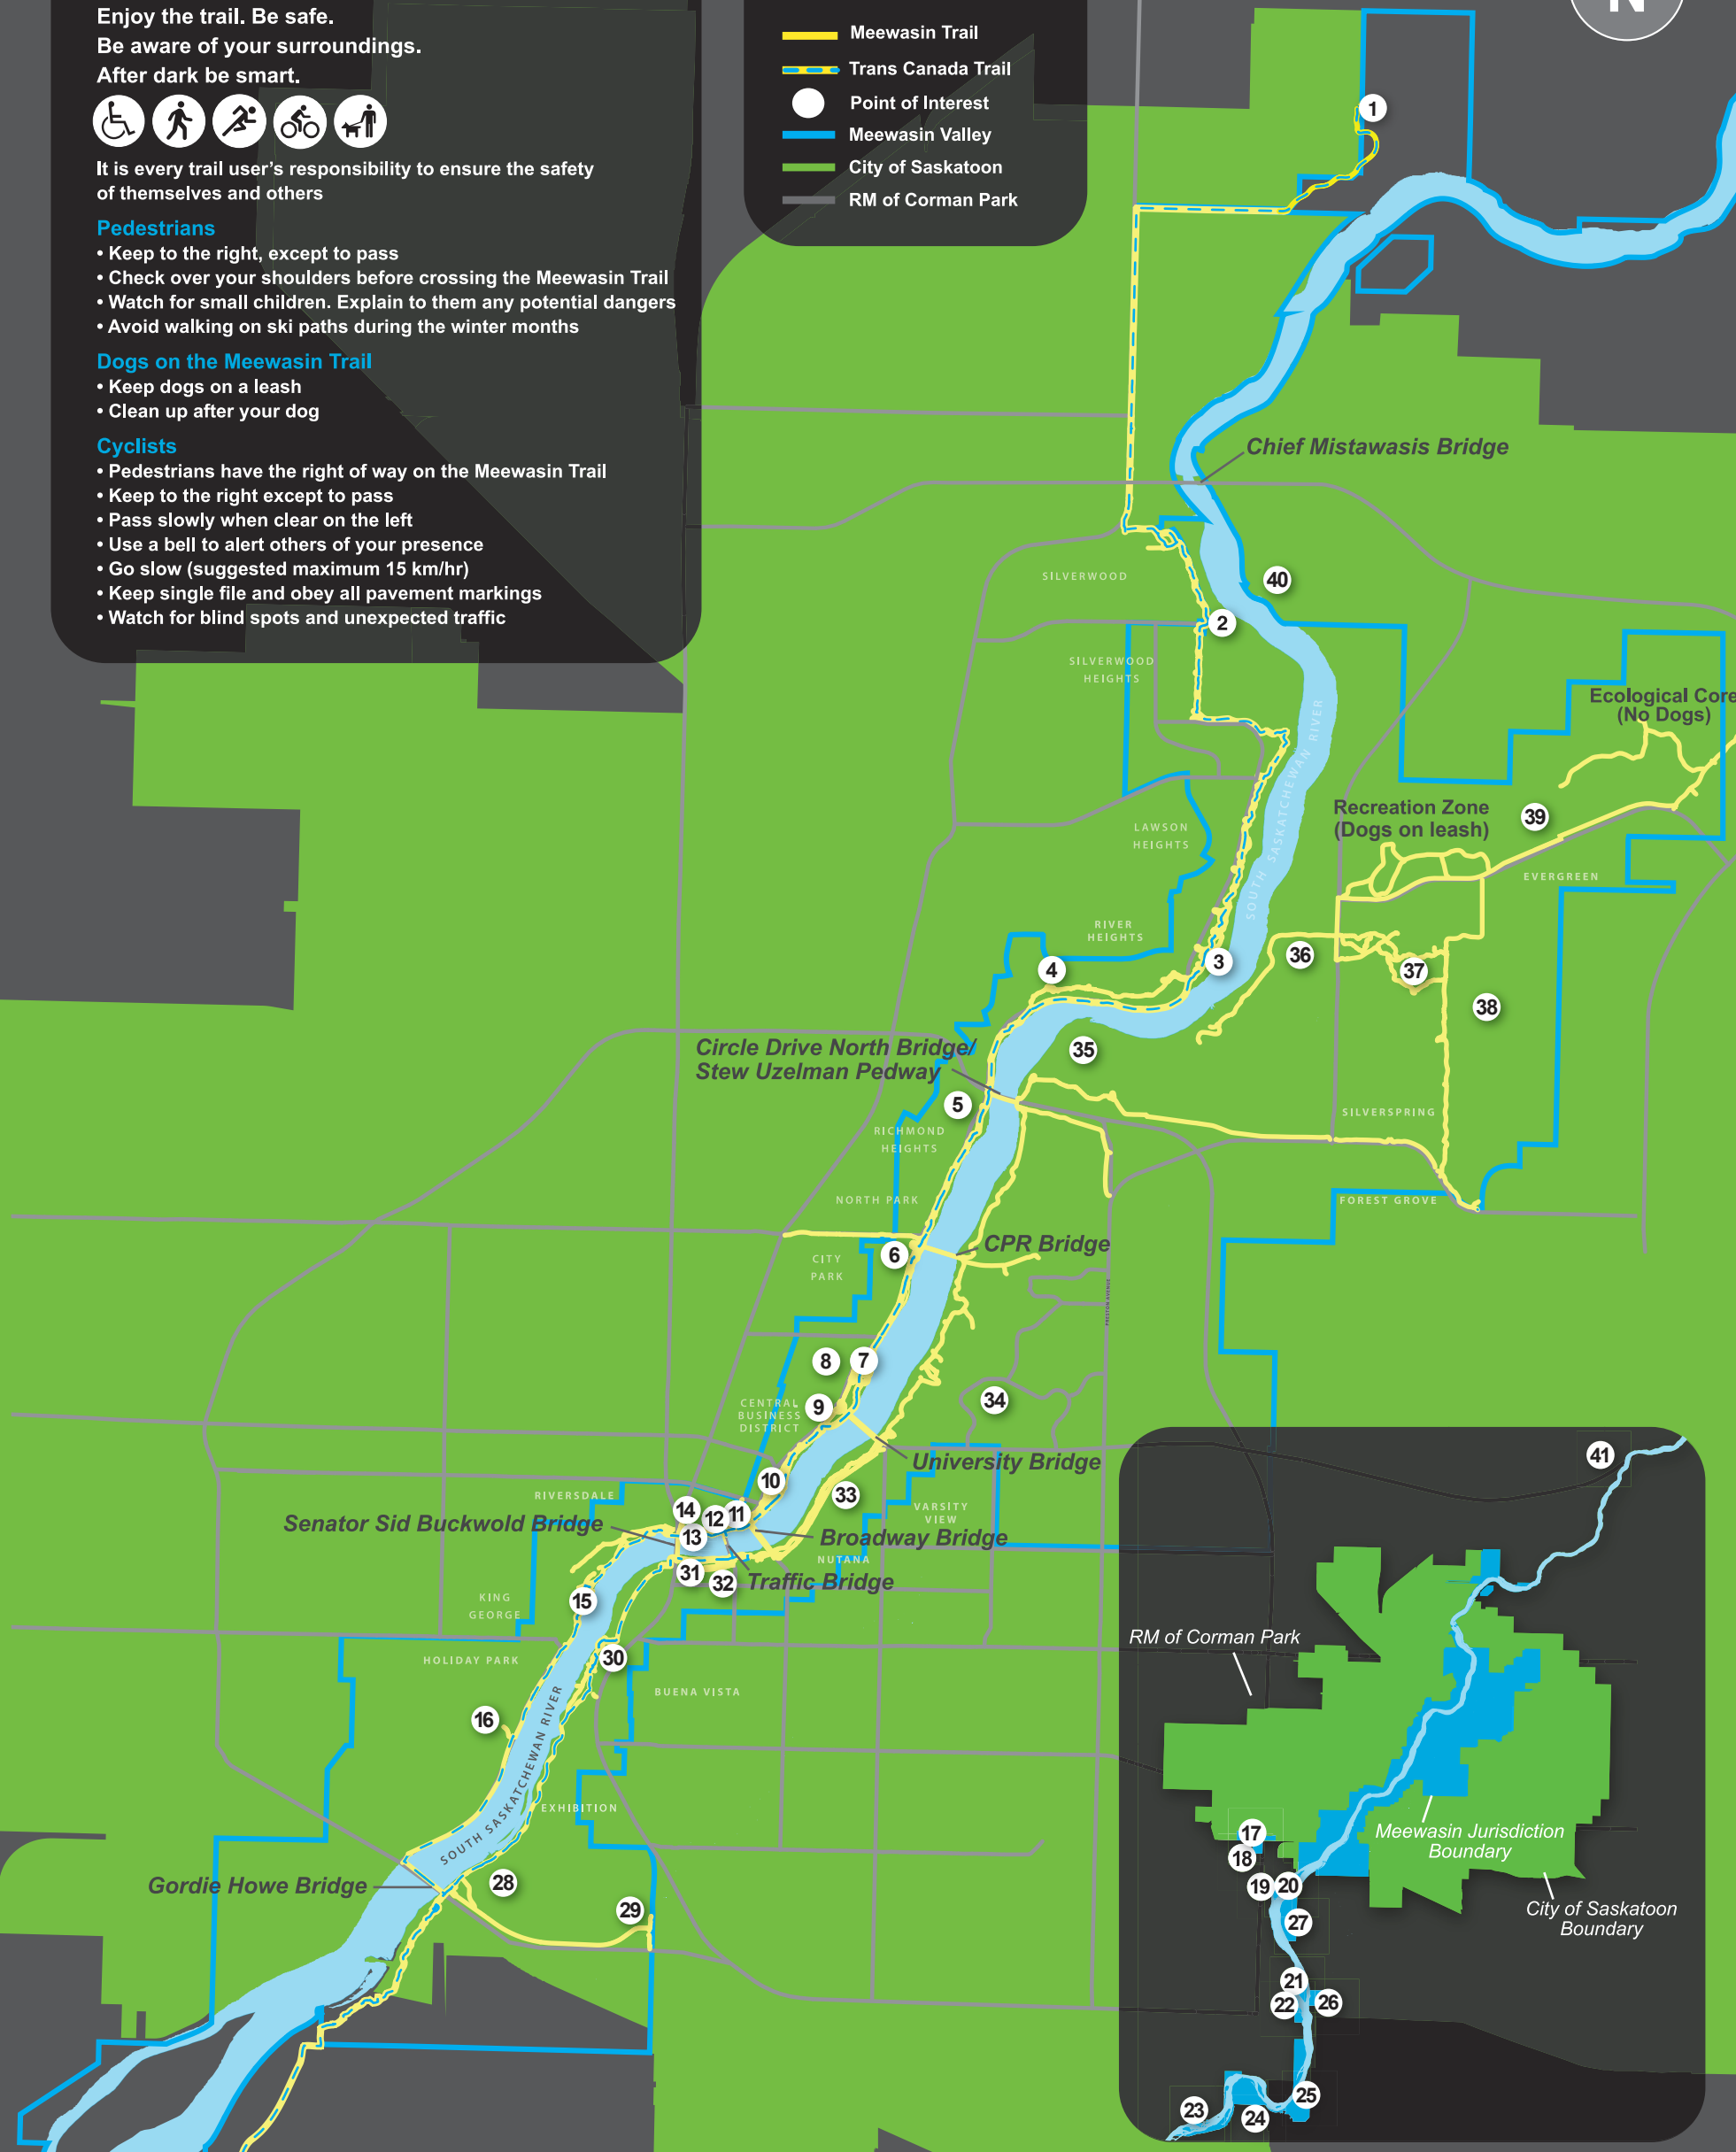 Enjoy the trail. Be safe.
Be aware of your surroundings.
After dark be smart.
It is every trail user's responsibility to ensure the safety
of themselves and others
Pedestrians
• Keep to the right, except to pass
• Check over your shoulders before crossing the Meewasin Trail
• Watch for small children. Explain to them any potential dangers
• Avoid walking on ski paths during the winter months
Dogs on the Meewasin Trail
• Keep dogs on a leash
• Clean up after your dog
Cyclists
• Pedestrians have the right of way on the Meewasin Trail
• Keep to the right except to pass
• Pass slowly when clear on the left
• Use a bell to alert others of your presence
• Go slow (suggested maximum 15 km/hr)
• Keep single file and obey all pavement markings
• Watch for blind spots and unexpected traffic
Meewasin Trail
Trans Canada Trail
Point of Interest
Meewasin Valley
City of Saskatoon
RM of Corman Park
N
1
Chief Mistawasis Bridge
SILVERWOOD
40
2
SILVERWOOD
HEIGHTS
Ecological Core
(No Dogs)
SOUTH SASKATCHEWAN RIVER
Recreation Zone
(Dogs on leash)
39
LAWSON
HEIGHTS
EVERGREEN
RIVER
HEIGHTS
3
36
4
37
38
Circle Drive North Bridge/
Stew Uzelman Pedway
35
5
SILVERSPRING
RICHMOND
HEIGHTS
NORTH PARK
FOREST GROVE
6
CPR Bridge
CITY
PARK
PRESTON AVENUE
8
7
34
9
CENTRAL
BUSINESS
DISTRICT
University Bridge
10
33
RIVERSDALE
14
12
11
VARSITY
VIEW
Senator Sid Buckwold Bridge
13
Broadway Bridge
NUTANA
31
32
Traffic Bridge
KING
GEORGE
15
HOLIDAY PARK
30
BUENA VISTA
16
SOUTH SASKATCHEWAN RIVER
EXHIBITION
Gordie Howe Bridge
28
29
41
RM of Corman Park
17
Meewasin Jurisdiction
Boundary
18
19
20
City of Saskatoon
Boundary
27
21
22
26
25
23
24